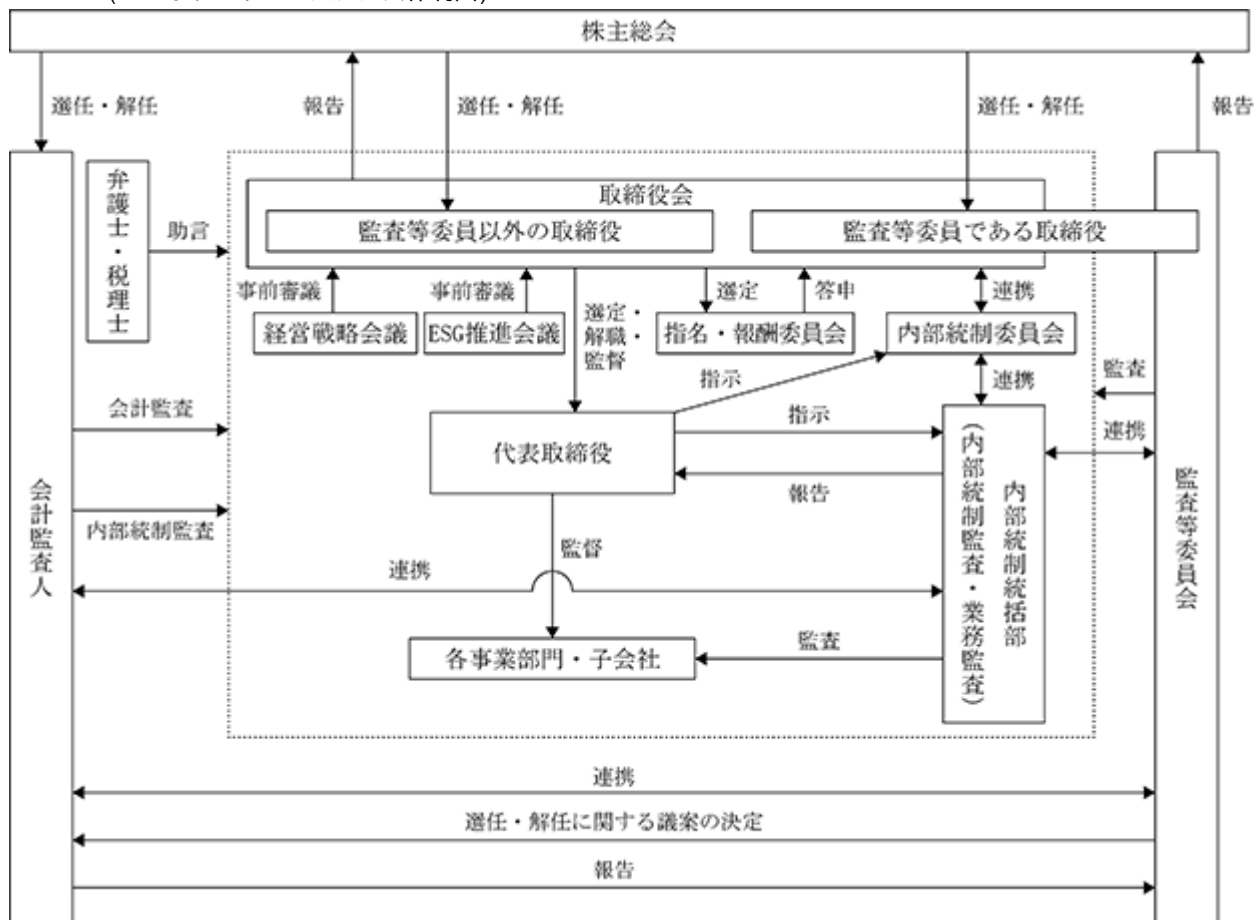 株主総会
選任・解任
報告
選任・解任
選任・解任
報告
弁護士・税理士
助言
取締役会
監査等委員以外の取締役
監査等委員である取締役
事前審議
事前審議
選定・
解職・
監督
選定
答申
連携
経営戦略会議
ESG推進会議
指名・報酬委員会
内部統制委員会
指示
連携
監査
会計監査
代表取締役
指示
連携
報告
会計監査人
内部統制監査
内部統制統括部
(内部統制監査・業務監査)
監査等委員会
監督
連携
各事業部門・子会社
監査
連携
選任・解任に関する議案の決定
報告